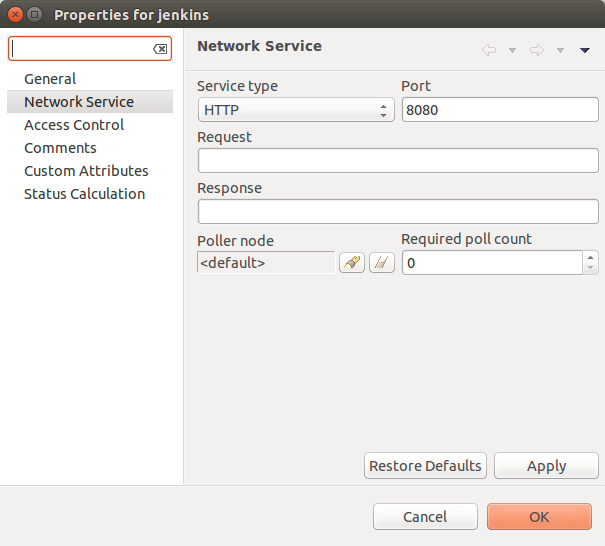 Properties for jenkins
Network Service
General
Network Service
Access Control
Comments
Custom Attributes
Status Calculation
Service type
Port
HTTP
8080
Request
Response
Poller node
Required poll count
<default>
0
Restore Defaults
Apply
Cancel
OK